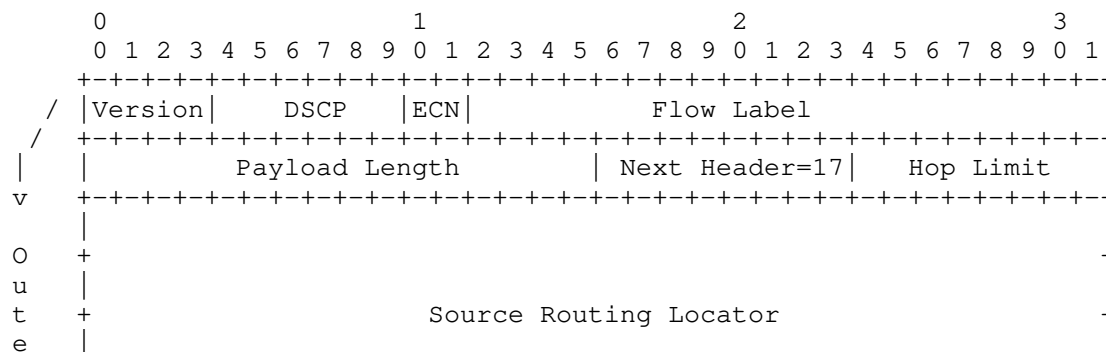 0                   1                   2                   3
 0 1 2 3 4 5 6 7 8 9 0 1 2 3 4 5 6 7 8 9 0 1 2 3 4 5 6 7 8 9 0 1
     +-+-+-+-+-+-+-+-+-+-+-+-+-+-+-+-+-+-+-+-+-+-+-+-+-+-+-+-+-+-+-+-
   / |Version|    DSCP   |ECN|            Flow Label
  /  +-+-+-+-+-+-+-+-+-+-+-+-+-+-+-+-+-+-+-+-+-+-+-+-+-+-+-+-+-+-+-+-
 |   |         Payload Length        | Next Header=17|   Hop Limit
 v   +-+-+-+-+-+-+-+-+-+-+-+-+-+-+-+-+-+-+-+-+-+-+-+-+-+-+-+-+-+-+-+-
     |
 O   +                                                               -
 u   |
 t   +                     Source Routing Locator                    -
 e   |